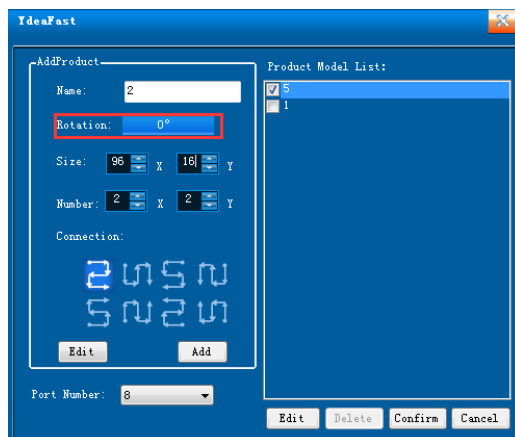 YdeaFast
AddProduct
Name: 2
Rotation: 0°
Size: 96 X 16 Y
Number: 2 X 2 Y
Connection:
Edit Add
Port Number: 8
Product Model List:
5
1
Edit Delete Confirm Cancel